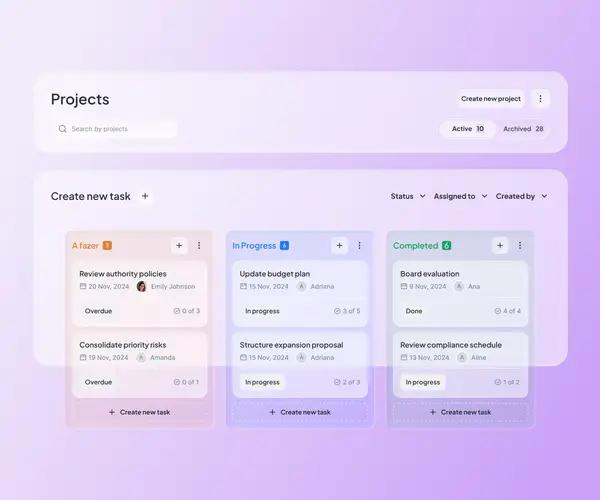 Projects
Create new project
Search by projects
Active 10
Archived 28
Create new task
Status
Assigned to
Created by
A fazer 3
Review authority policies
20 Nov, 2024 Emily Johnson
Overdue 0 of 3
Consolidate priority risks
19 Nov, 2024 A Amanda
Overdue 0 of 1
+ Create new task
In Progress 6
Update budget plan
15 Nov, 2024 A Adriana
In progress 3 of 5
Structure expansion proposal
15 Nov, 2024 A Adriana
In progress 2 of 3
+ Create new task
Completed 6
Board evaluation
9 Nov, 2024 A Ana
Done 4 of 4
Review compliance schedule
13 Nov, 2024 A Aline
In progress 1 of 2
+ Create new task